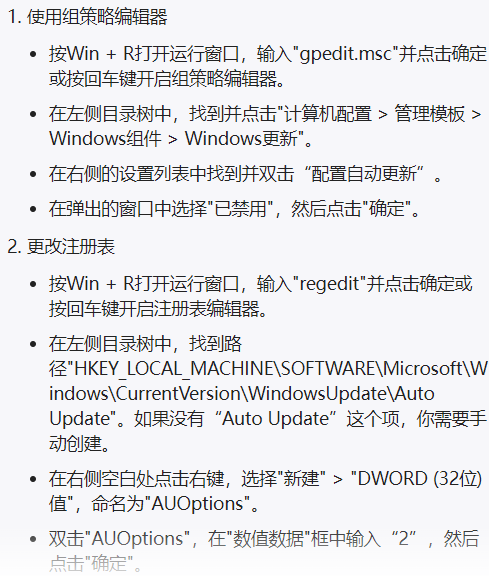 1. 使用组策略编辑器
• 按Win + R打开运行窗口，输入"gpedit.msc"并点击确定
或按回车键开启组策略编辑器。
• 在左侧目录树中，找到并点击"计算机配置 > 管理模板 >
Windows组件 > Windows更新"。
• 在右侧的设置列表中找到并双击“配置自动更新”。
• 在弹出的窗口中选择"已禁用"，然后点击"确定"。
2. 更改注册表
• 按Win + R打开运行窗口，输入"regedit"并点击确定或
按回车键开启注册表编辑器。
• 在左侧目录树中，找到路
径"HKEY_LOCAL_MACHINE\SOFTWARE\Microsoft\W
indows\CurrentVersion\WindowsUpdate\Auto
Update"。如果没有“Auto Update”这个项，你需要手
动创建。
• 在右侧空白处点击右键，选择"新建" > "DWORD (32位)
值"，命名为"AUOptions"。
• 双击"AUOptions"，在"数值数据"框中输入“2”，然后
点击"确定"。